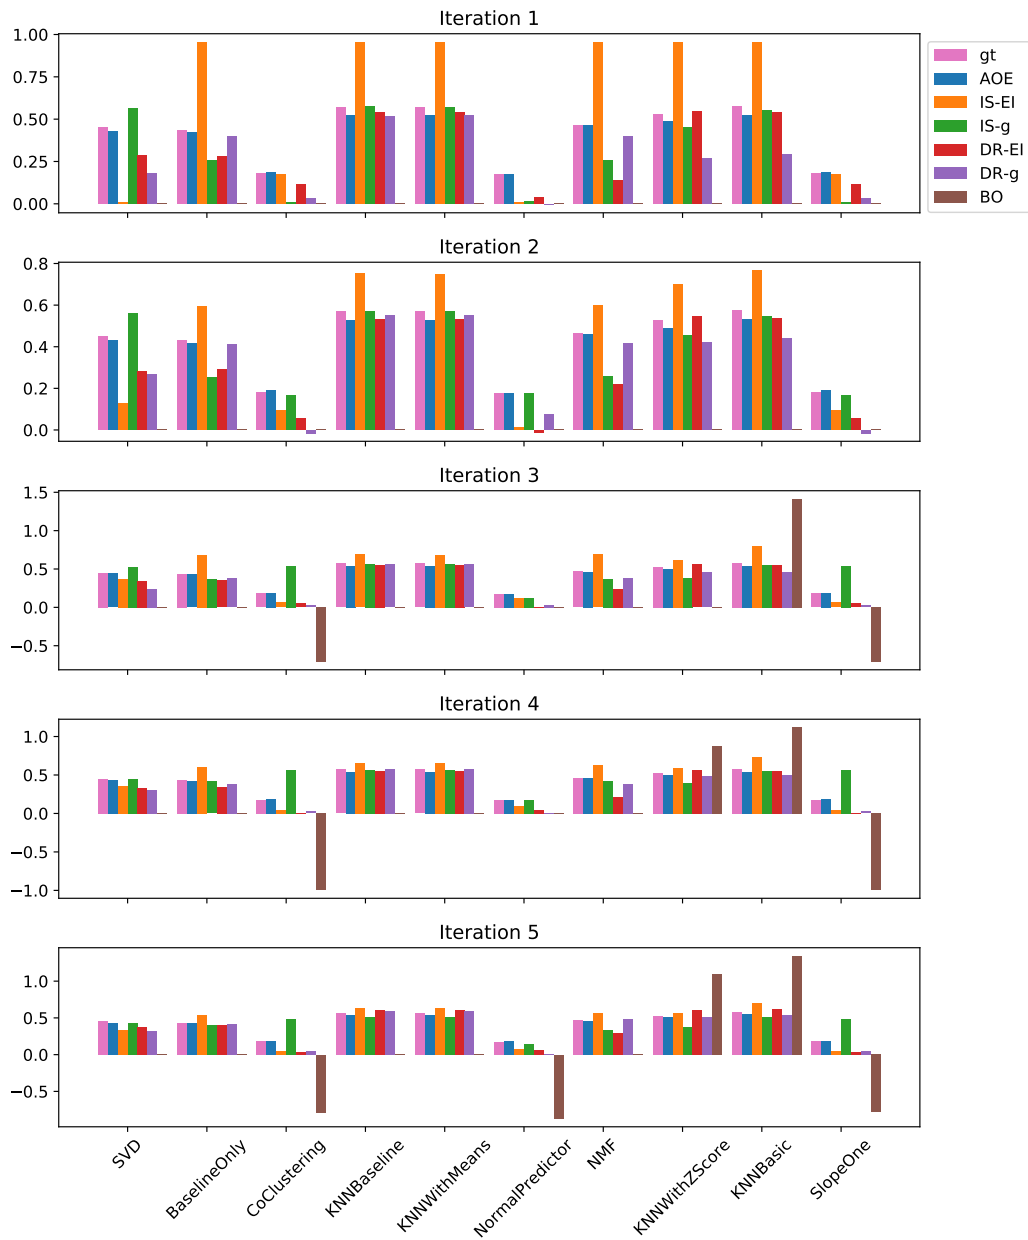 Iteration 1
1.00
0.75
0.50
0.25
0.00
gt
AOE
IS-EI
IS-g
DR-EI
DR-g
BO
Iteration 2
0.8
0.6
0.4
0.2
0.0
Iteration 3
1.5
1.0
0.5
0.0
−0.5
Iteration 4
1.0
0.5
0.0
−0.5
−1.0
Iteration 5
1.0
0.5
0.0
−0.5
SVD
BaselineOnly
CoClustering
KNNBaseline
KNNWithMeans
NormalPredictor
NMF
KNNWithZScore
KNNBasic
SlopeOne